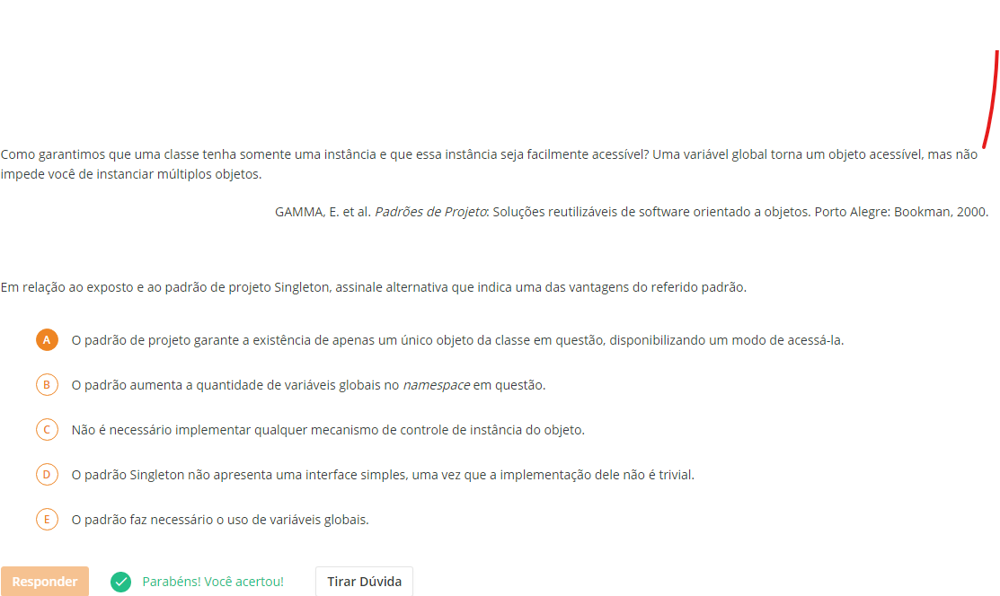 Como garantimos que uma classe tenha somente uma instância e que essa instância seja facilmente acessível? Uma variável global torna um objeto acessível, mas não
impede você de instanciar múltiplos objetos.
GAMMA, E. et al. Padrões de Projeto: Soluções reutilizáveis de software orientado a objetos. Porto Alegre: Bookman, 2000.
Em relação ao exposto e ao padrão de projeto Singleton, assinale alternativa que indica uma das vantagens do referido padrão.
A O padrão de projeto garante a existência de apenas um único objeto da classe em questão, disponibilizando um modo de acessá-la.
B O padrão aumenta a quantidade de variáveis globais no namespace em questão.
C Não é necessário implementar qualquer mecanismo de controle de instância do objeto.
D O padrão Singleton não apresenta uma interface simples, uma vez que a implementação dele não é trivial.
E O padrão faz necessário o uso de variáveis globais.
Responder Parabéns! Você acertou! Tirar Dúvida